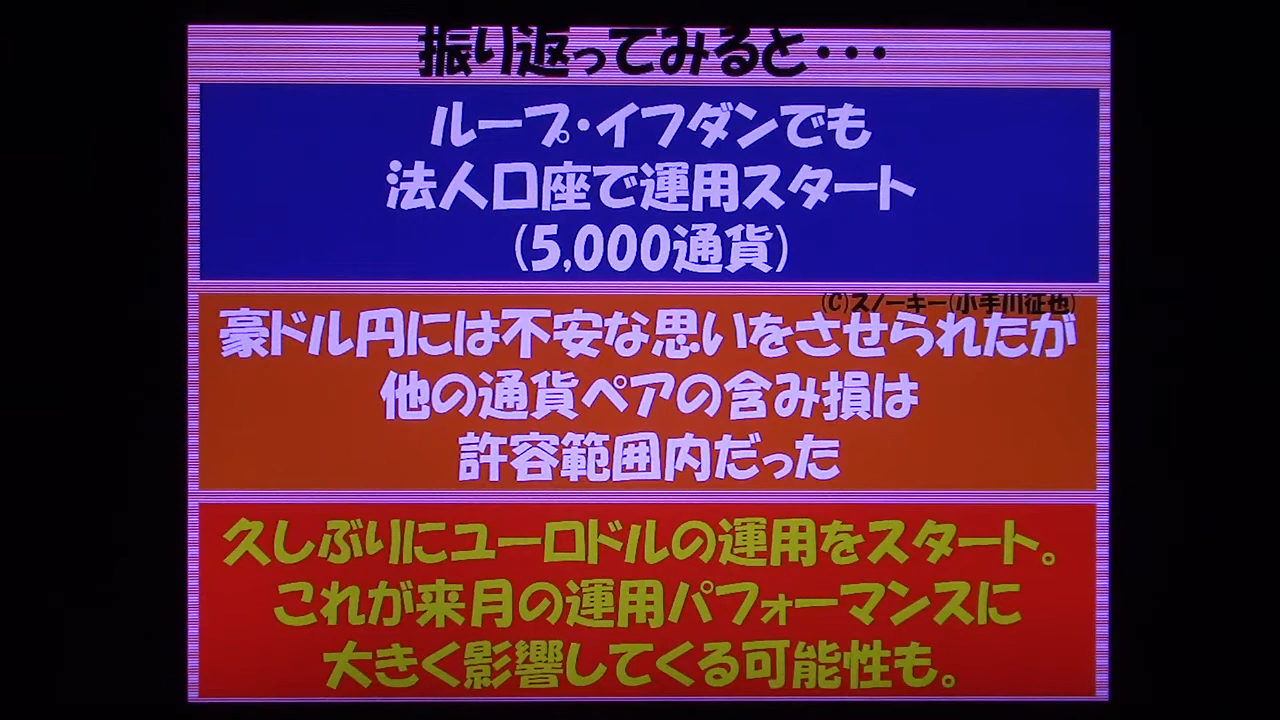 振り返ってみると・・・
ループ・イフダンでも
法人口座で運用スタート
(5,000通貨)
(C)スノーキー(小手川征也)
豪ドル円には不安な思いをさせられたが
他の通貨ペアの含み損は
許容範囲内だった
久しぶりにユーロドルの運用をスタート。
これが来月の運用パフォーマンスに
大きく影響してくる可能性も。